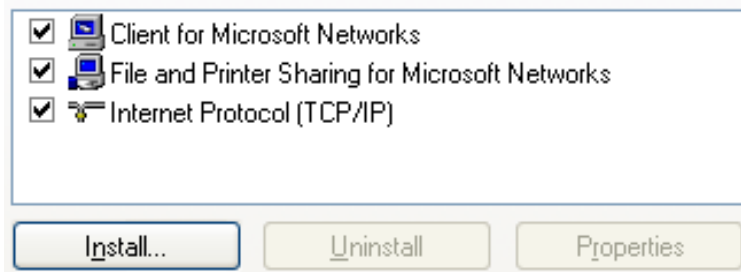 Client for Microsoft Networks
File and Printer Sharing for Microsoft Networks
Internet Protocol (TCP/IP)
Install... Uninstall Properties